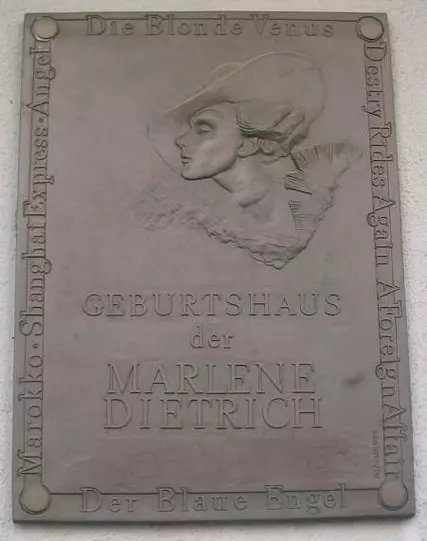 Die Blonde Venus
Marokko • Shanghai Express • Angel
Destry Rides Again A Foreign Affair
GEBURTSHAUS
der
MARLENE
DIETRICH
Der Blaue Engel